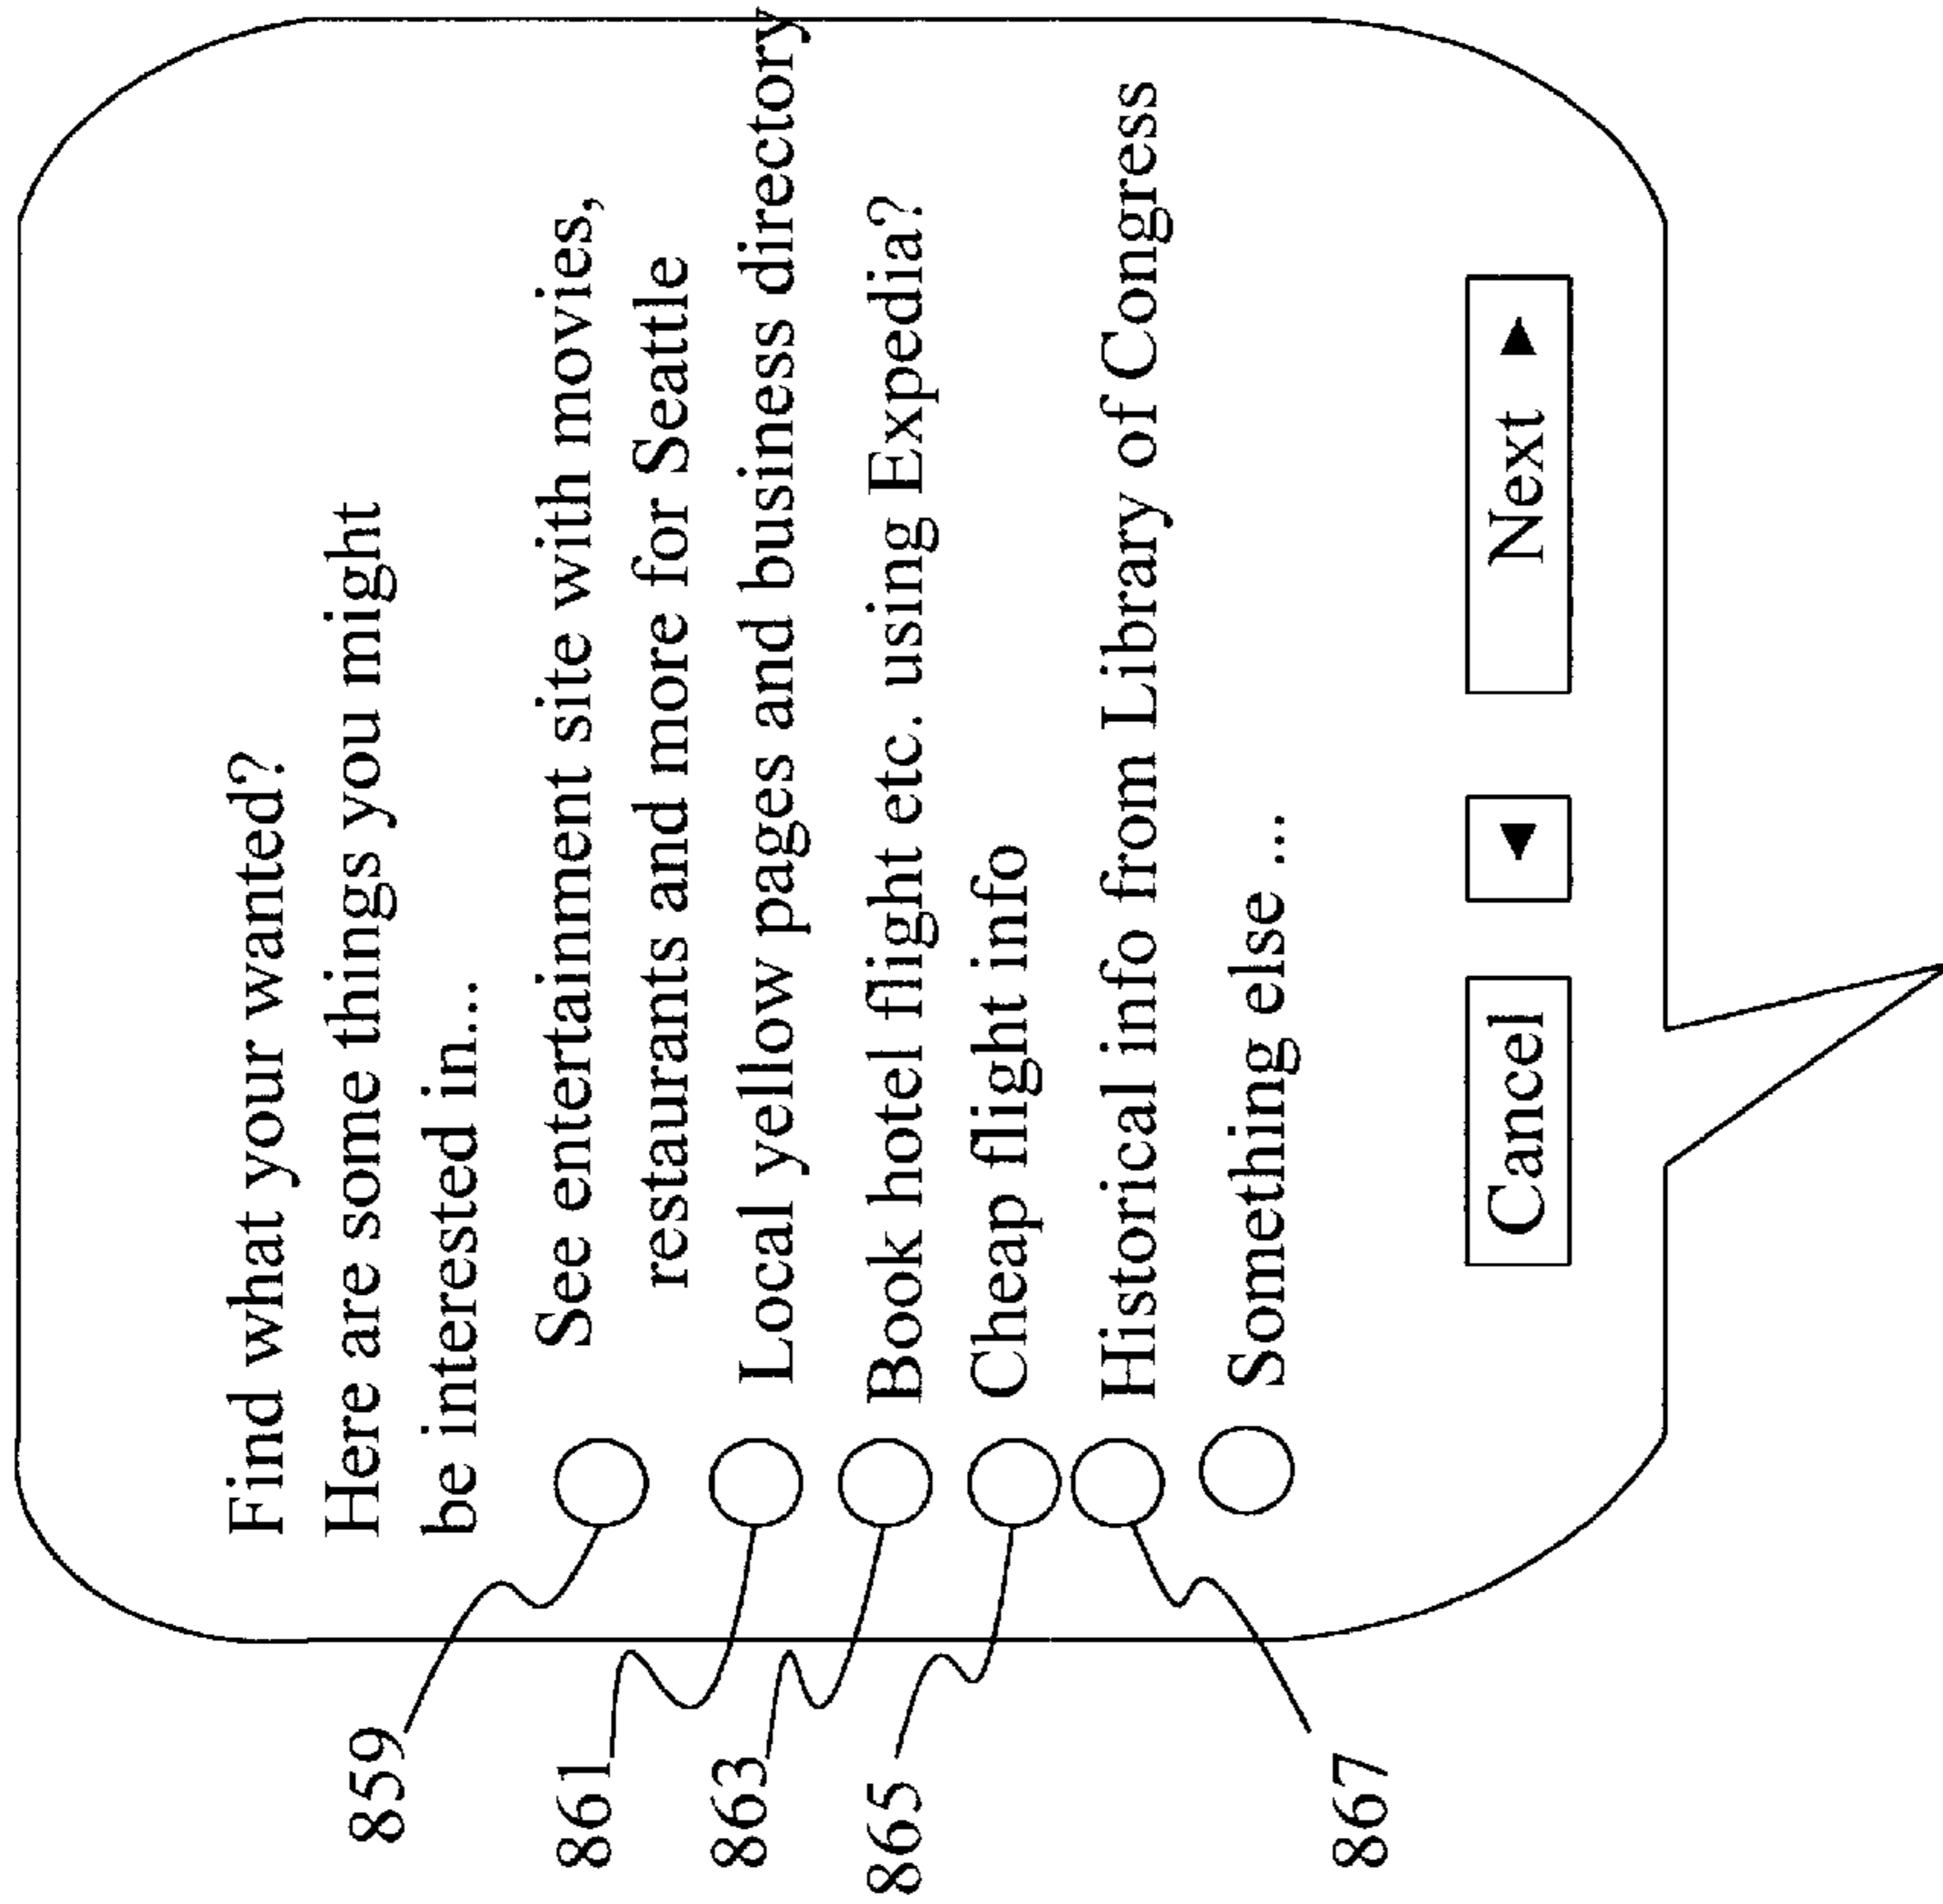 Find what your wanted?
Here are some things you might
be interested in...
859
See entertainment site with movies,
restaurants and more for Seattle
861
Local yellow pages and business directory
863
Book hotel flight etc. using Expedia?
865
Cheap flight info
867
Historical info from Library of Congress
Something else ...
Cancel
Next